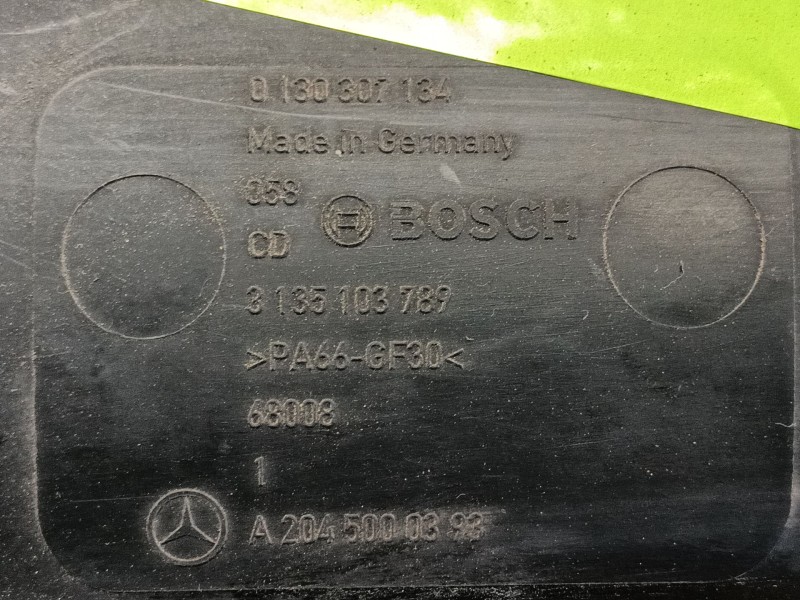 0 130 307 134
Made in Germany
058
BOSCH
CD
3 135 103 789
>PA66-GF30<
68008
1
A 204 500 03 93